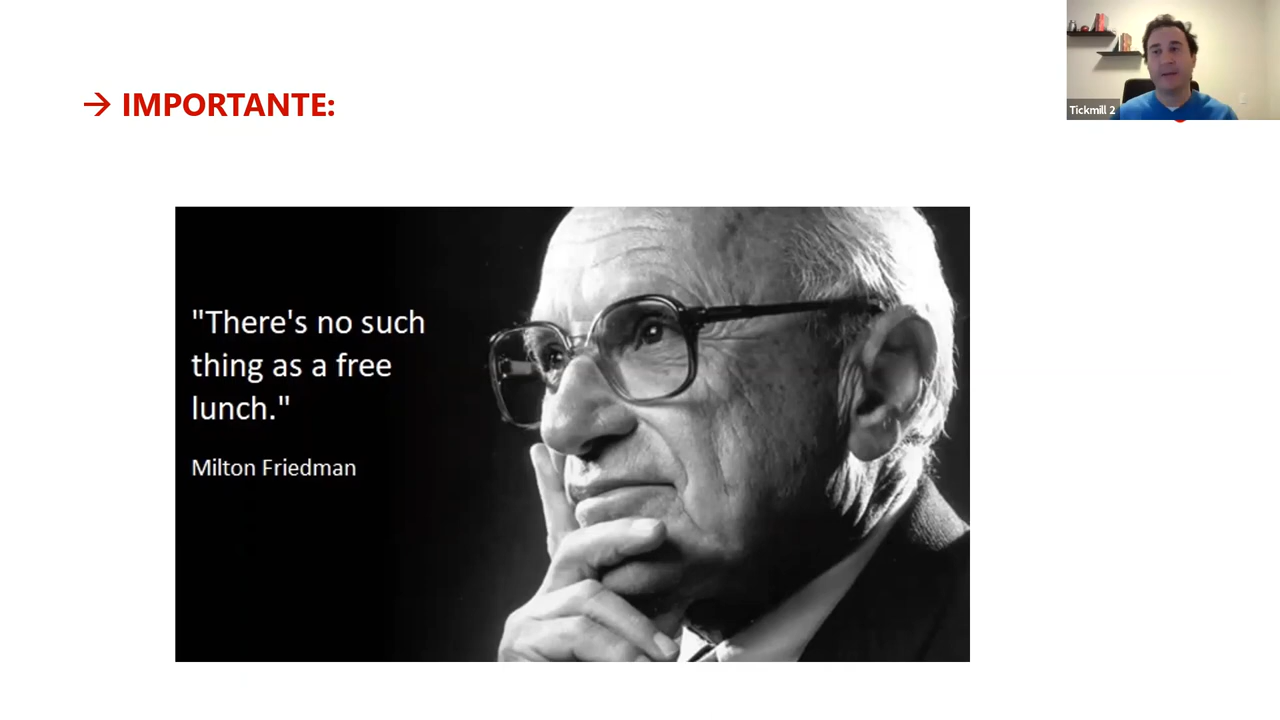 → IMPORTANTE:
Tickmill 2
"There's no such
thing as a free
lunch."
Milton Friedman